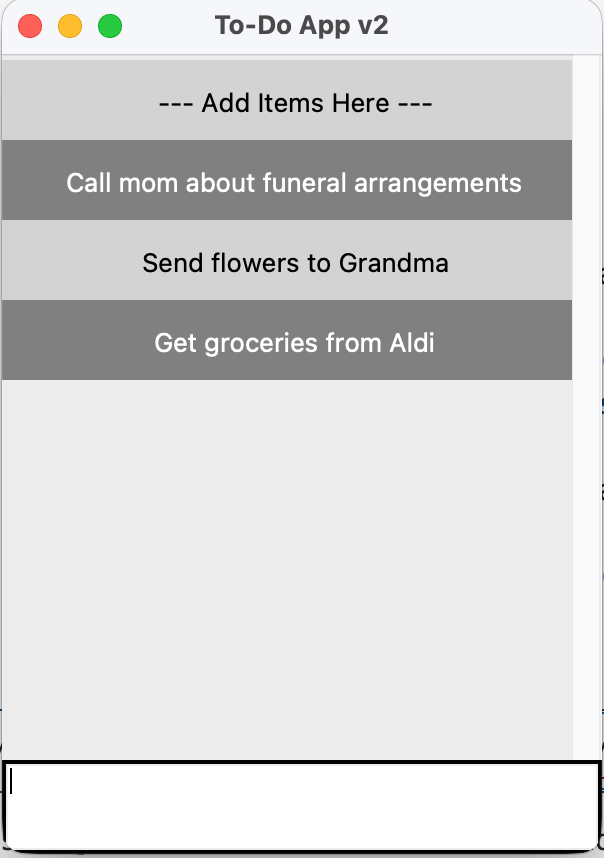 To-Do App v2
--- Add Items Here ---
Call mom about funeral arrangements
Send flowers to Grandma
Get groceries from Aldi